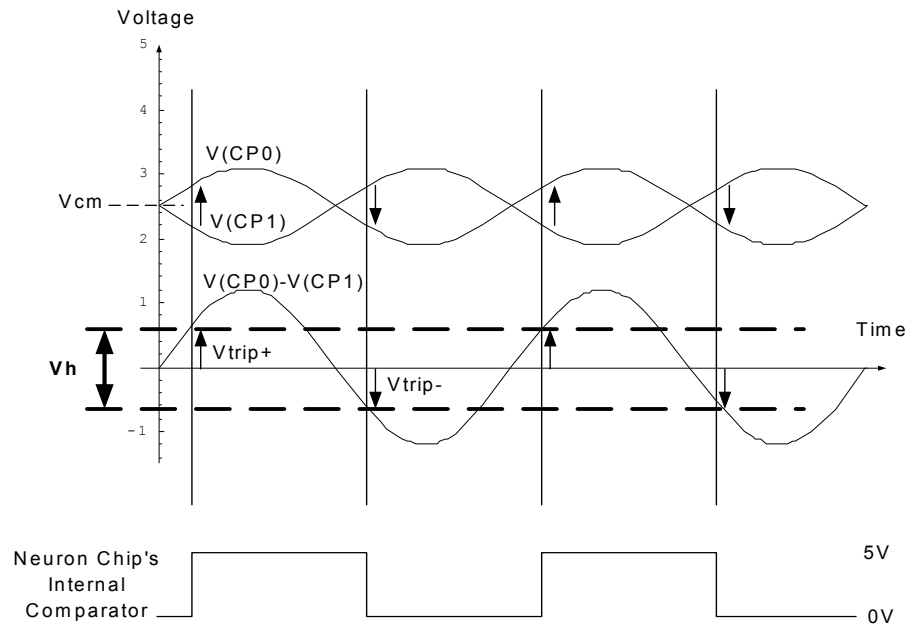 Voltage
5
4
V(CP0)
3
Vcm
V(CP1)
2
V(CP0)-V(CP1)
1
Time
Vtrip+
Vh
Vtrip-
-1
Neuron Chip's
Internal
Comparator
5V
0V